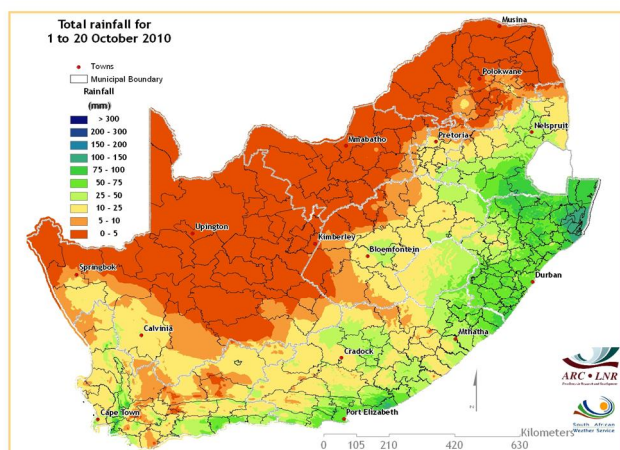 Total rainfall for
1 to 20 October 2010
Towns
Municipal Boundary
Rainfall
(mm)
> 300
200 - 300
150 - 200
100 - 150
75 - 100
50 - 75
25 - 50
10 - 25
5 - 10
0 - 5
Musina
Polokwane
Nelspruit
Pretoria
Mmabatho
Upington
Kimberley
Bloemfontein
Springbok
Durban
Calvinia
Mthatha
Cradock
Cape Town
Port Elizabeth
ARC • LNR
South African
Weather Service
Kilometers
0 105 210 420 630